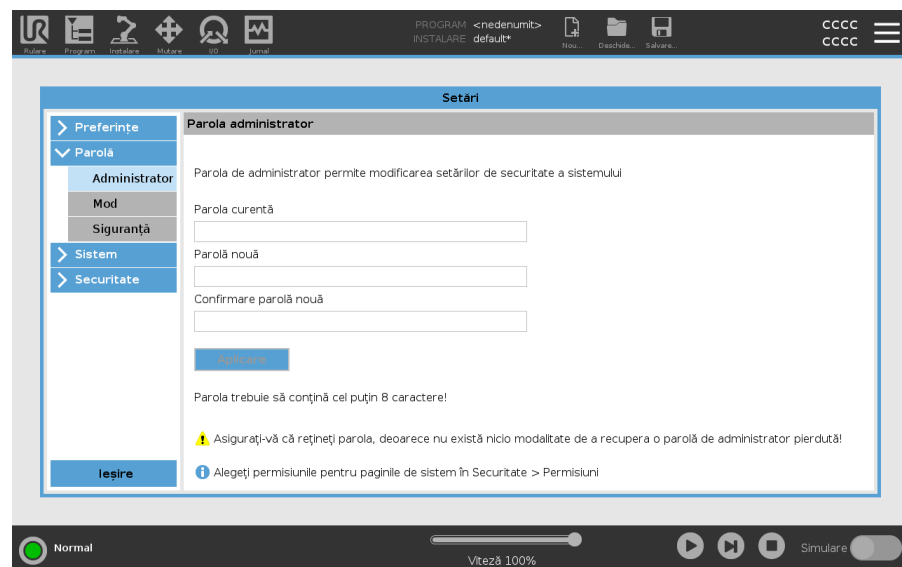 PROGRAM <nedenumit>
INSTALARE default*
CCCC
CCCC
Rulare Program Instalare Mutare I/O Jurnal Nou... Deschide... Salvare...
Setări
Preferințe
Parolă
Administrator
Mod
Siguranță
Sistem
Securitate
Ieșire
Parola administrator
Parola de administrator permite modificarea setărilor de securitate a sistemului
Parola curentă
Parolă nouă
Confirmare parolă nouă
Aplicare
Parola trebuie să conțină cel puțin 8 caractere!
Asigurați-vă că rețineți parola, deoarece nu există nicio modalitate de a recupera o parolă de administrator pierdută!
Alegeți permisiunile pentru paginile de sistem în Securitate > Permisiuni
Normal
Viteză 100%
Simulare